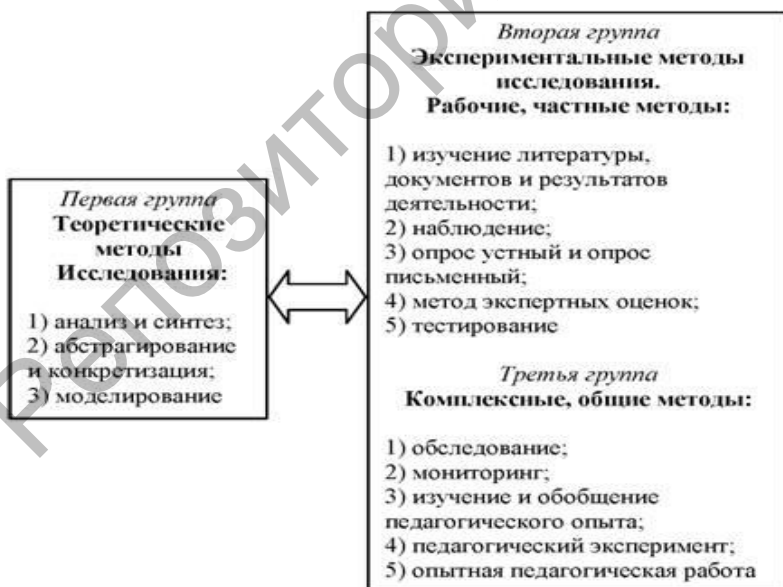 Первая группа
Теоретические
методы
Исследования:
1) анализ и синтез;
2) абстрагирование
и конкретизация;
3) моделирование
Вторая группа
Экспериментальные методы
исследования.
Рабочие, частные методы:
1) изучение литературы,
документов и результатов
деятельности;
2) наблюдение;
3) опрос устный и опрос
письменный;
4) метод экспертных оценок;
5) тестирование
Третья группа
Комплексные, общие методы:
1) обследование;
2) мониторинг;
3) изучение и обобщение
педагогического опыта;
4) педагогический эксперимент;
5) опытная педагогическая работа
Репозитори